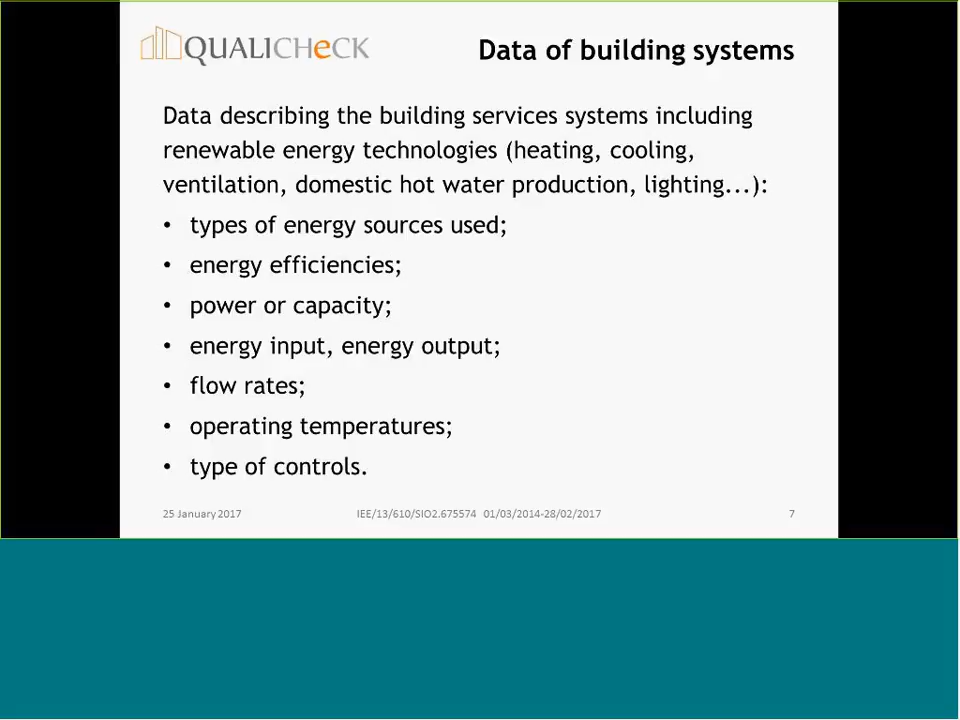 QUALICHeCK
Data of building systems
Data describing the building services systems including
renewable energy technologies (heating, cooling,
ventilation, domestic hot water production, lighting...):
• types of energy sources used;
• energy efficiencies;
• power or capacity;
• energy input, energy output;
• flow rates;
• operating temperatures;
• type of controls.
25 January 2017
IEE/13/610/SIO2.675574 01/03/2014-28/02/2017
7